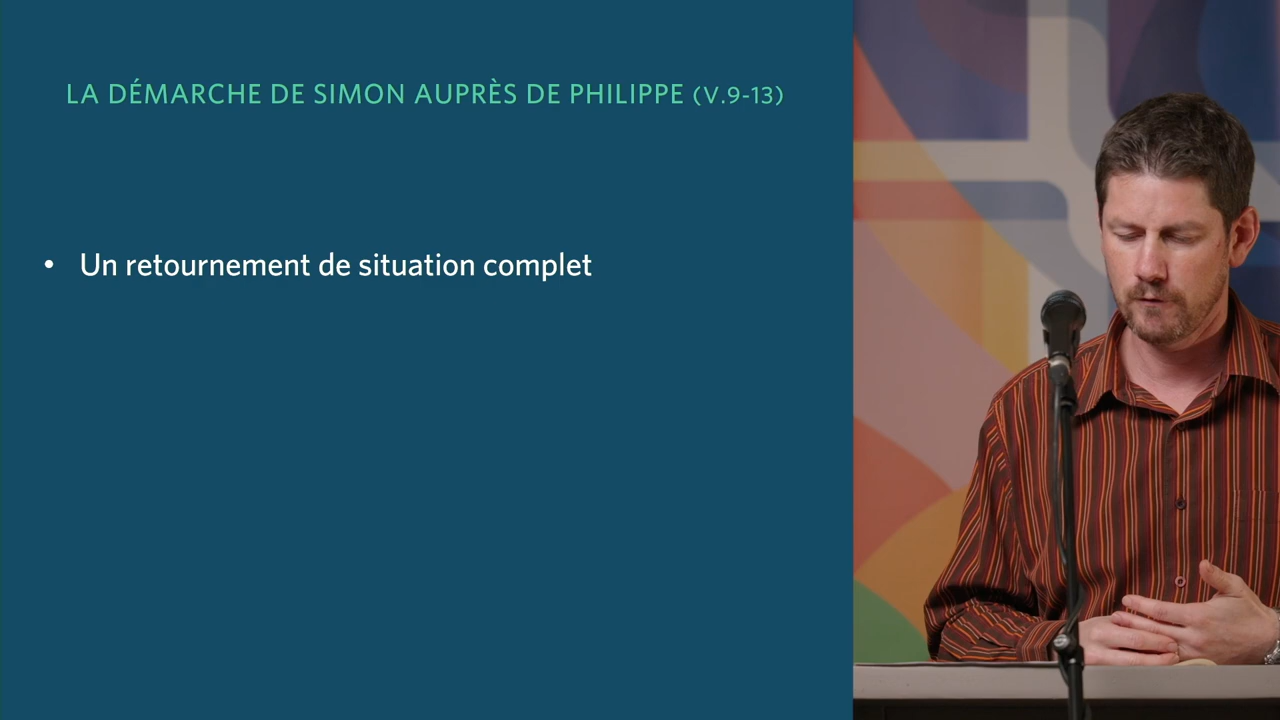 LA DÉMARCHE DE SIMON AUPRÈS DE PHILIPPE (V.9-13)
• Un retournement de situation complet